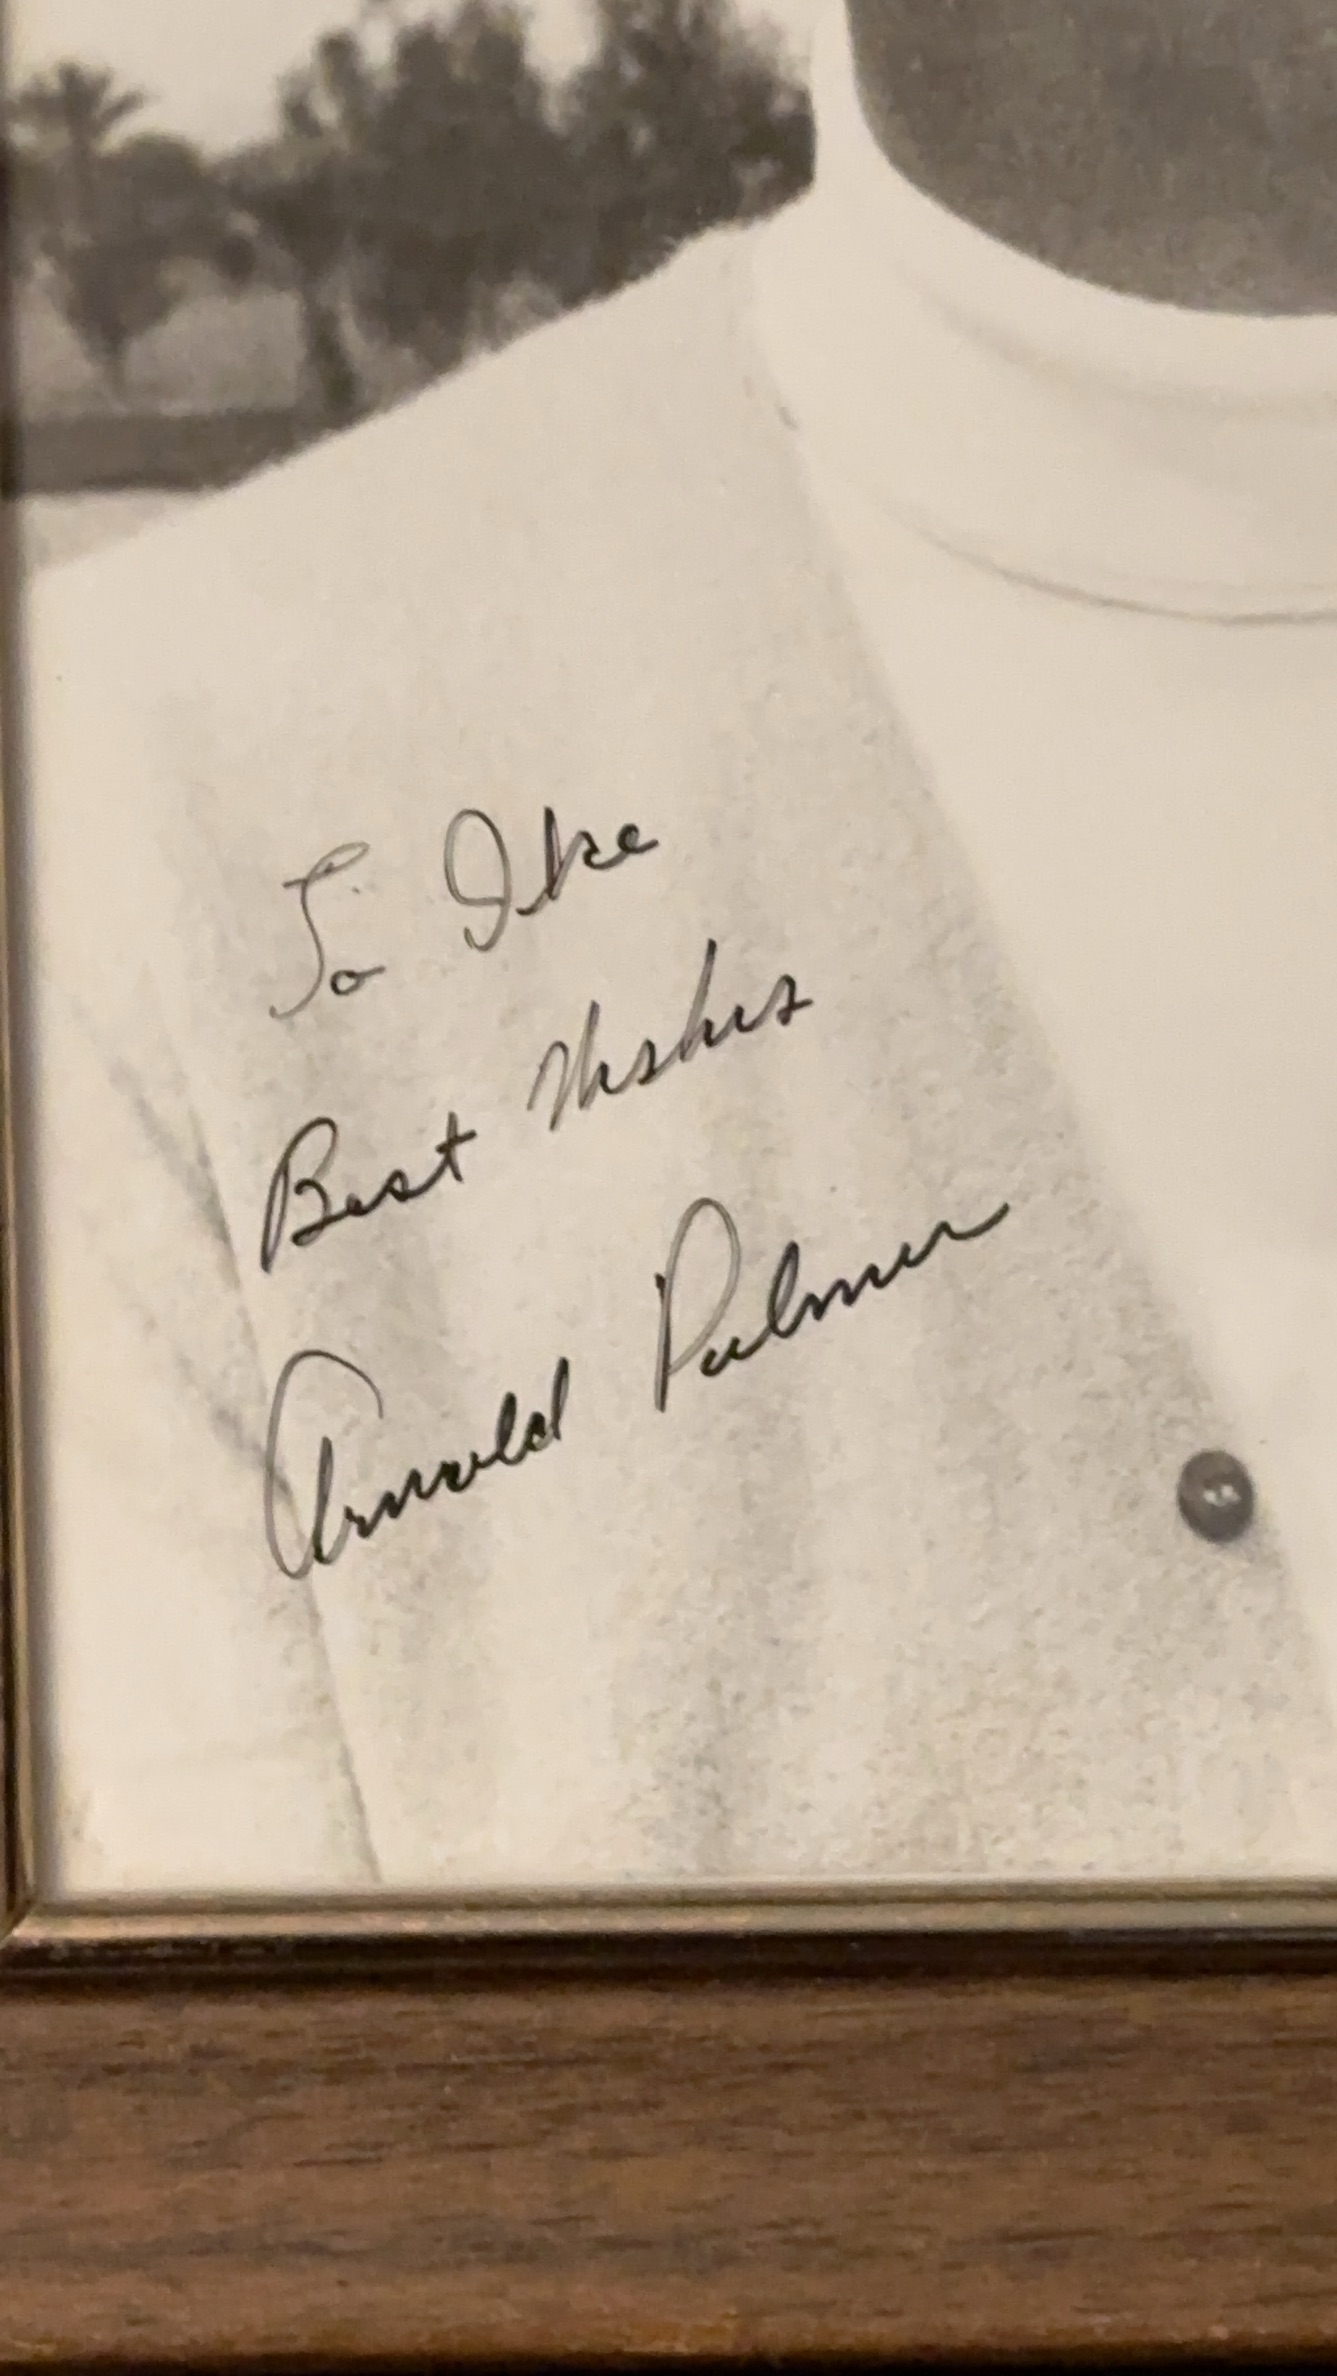 To Ike
Best Wishes
Arnold Palmer